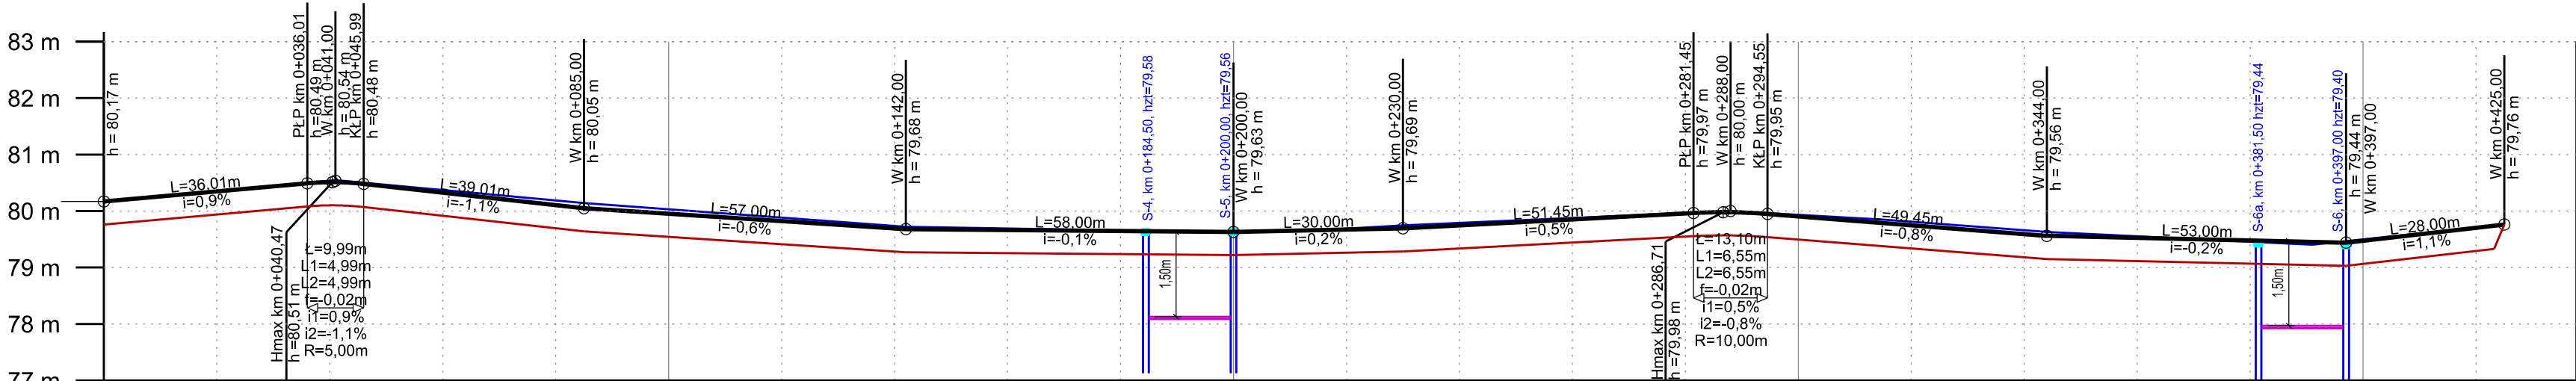 83 m
82 m
81 m
80 m
79 m
78 m
77 m
h = 80,17 m
L=36,01m
i=0,9%
PŁP km 0+036,01
h =80,49 m
W km 0+041,00
h = 80,54 m
KŁP km 0+045,99
h =80,48 m
Hmax km 0+040,47
h =80,51 m
Ł=9,99m
L1=4,99m
L2=4,99m
f=-0,02m
i1=0,9%
i2=-1,1%
R=5,00m
L=39,01m
i=-1,1%
W km 0+085,00
h = 80,05 m
L=57,00m
i=-0,6%
W km 0+142,00
h = 79,68 m
L=58,00m
i=-0,1%
S-4, km 0+184,50, hzt=79,58
1,50m
S-5, km 0+200,00, hzt=79,56
W km 0+200,00
h = 79,63 m
L=30,00m
i=0,2%
W km 0+230,00
h = 79,69 m
L=51,45m
i=0,5%
PŁP km 0+281,45
h =79,97 m
W km 0+288,00
h = 80,00 m
KŁP km 0+294,55
h =79,95 m
Hmax km 0+286,71
h =79,98 m
Ł=13,10m
L1=6,55m
L2=6,55m
f=-0,02m
i1=0,5%
i2=-0,8%
R=10,00m
L=49,45m
i=-0,8%
W km 0+344,00
h = 79,56 m
L=53,00m
i=-0,2%
S-6a, km 0+381,50 hzt=79,44
1,50m
S-6, km 0+397,00 hzt=79,40
h = 79,44 m
W km 0+397,00
L=28,00m
i=1,1%
W km 0+425,00
h = 79,76 m